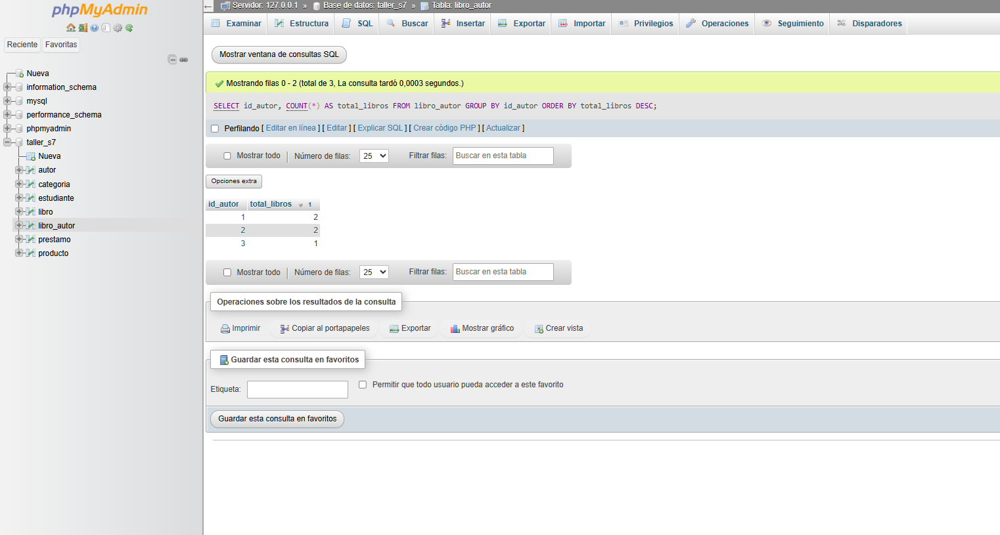 phpMyAdmin
Reciente Favoritas
Nueva
information_schema
mysql
performance_schema
phpmyadmin
taller_s7
Nueva
autor
categoria
estudiante
libro
libro_autor
prestamo
producto
Servidor: 127.0.0.1 » Base de datos: taller_s7 » Tabla: libro_autor
Examinar Estructura SQL Buscar Insertar Exportar Importar Privilegios Operaciones Seguimiento Disparadores
Mostrar ventana de consultas SQL
Mostrando filas 0 - 2 (total de 3, La consulta tardó 0,0003 segundos.)
SELECT id_autor, COUNT(*) AS total_libros FROM libro_autor GROUP BY id_autor ORDER BY total_libros DESC;
Perfilando [ Editar en línea ] [ Editar ] [ Explicar SQL ] [ Crear código PHP ] [ Actualizar ]
Mostrar todo Número de filas: 25 Filtrar filas: Buscar en esta tabla
Opciones extra
id_autor total_libros 1
1 2
2 2
3 1
Mostrar todo Número de filas: 25 Filtrar filas: Buscar en esta tabla
Operaciones sobre los resultados de la consulta
Imprimir Copiar al portapapeles Exportar Mostrar gráfico Crear vista
Guardar esta consulta en favoritos
Etiqueta: Permitir que todo usuario pueda acceder a este favorito
Guardar esta consulta en favoritos